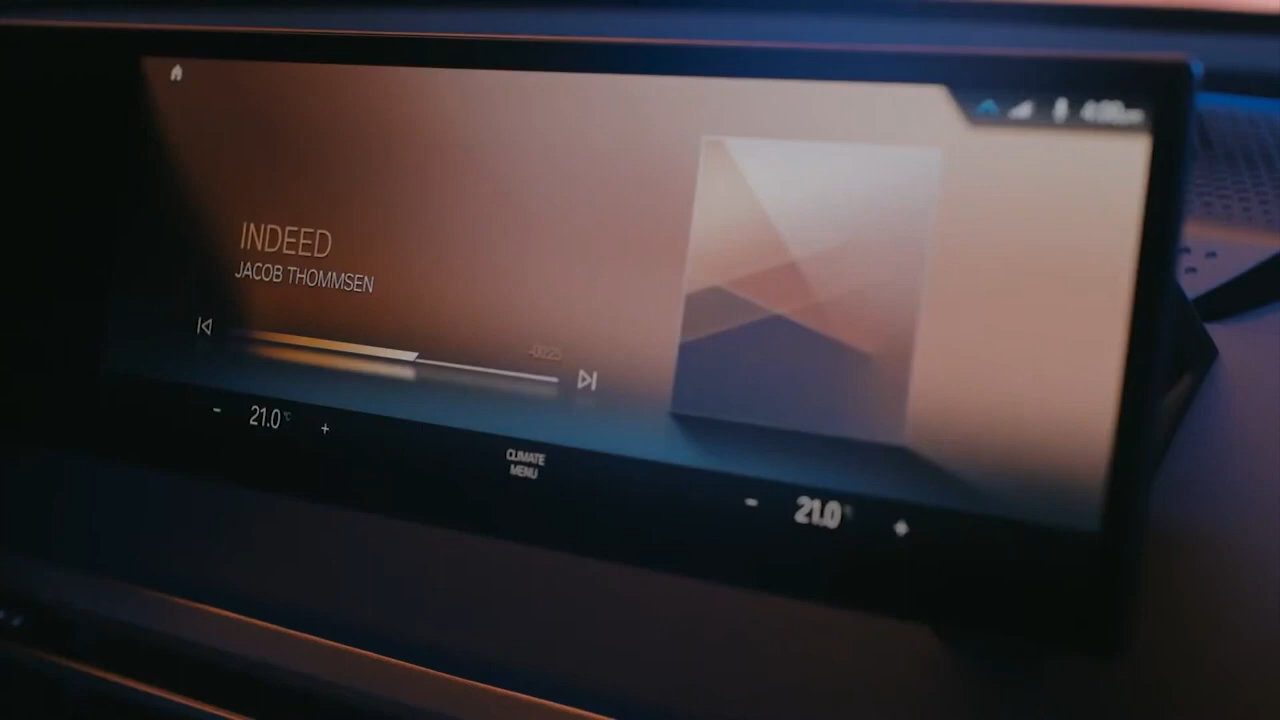 INDEED
JACOB THOMMSEN
- 21.0 °C +
CLIMATE
MENU
- 21.0 +